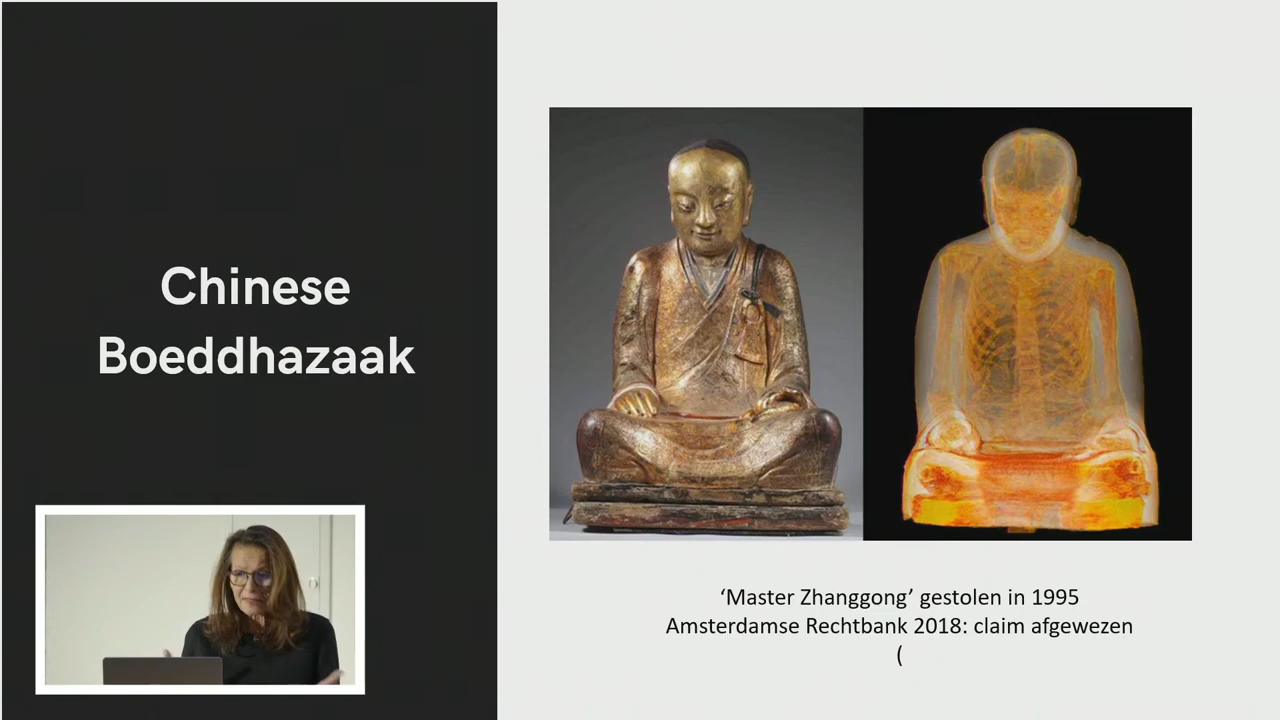 Chinese
Boeddhazaak
‘Master Zhanggong’ gestolen in 1995
Amsterdamse Rechtbank 2018: claim afgewezen
(